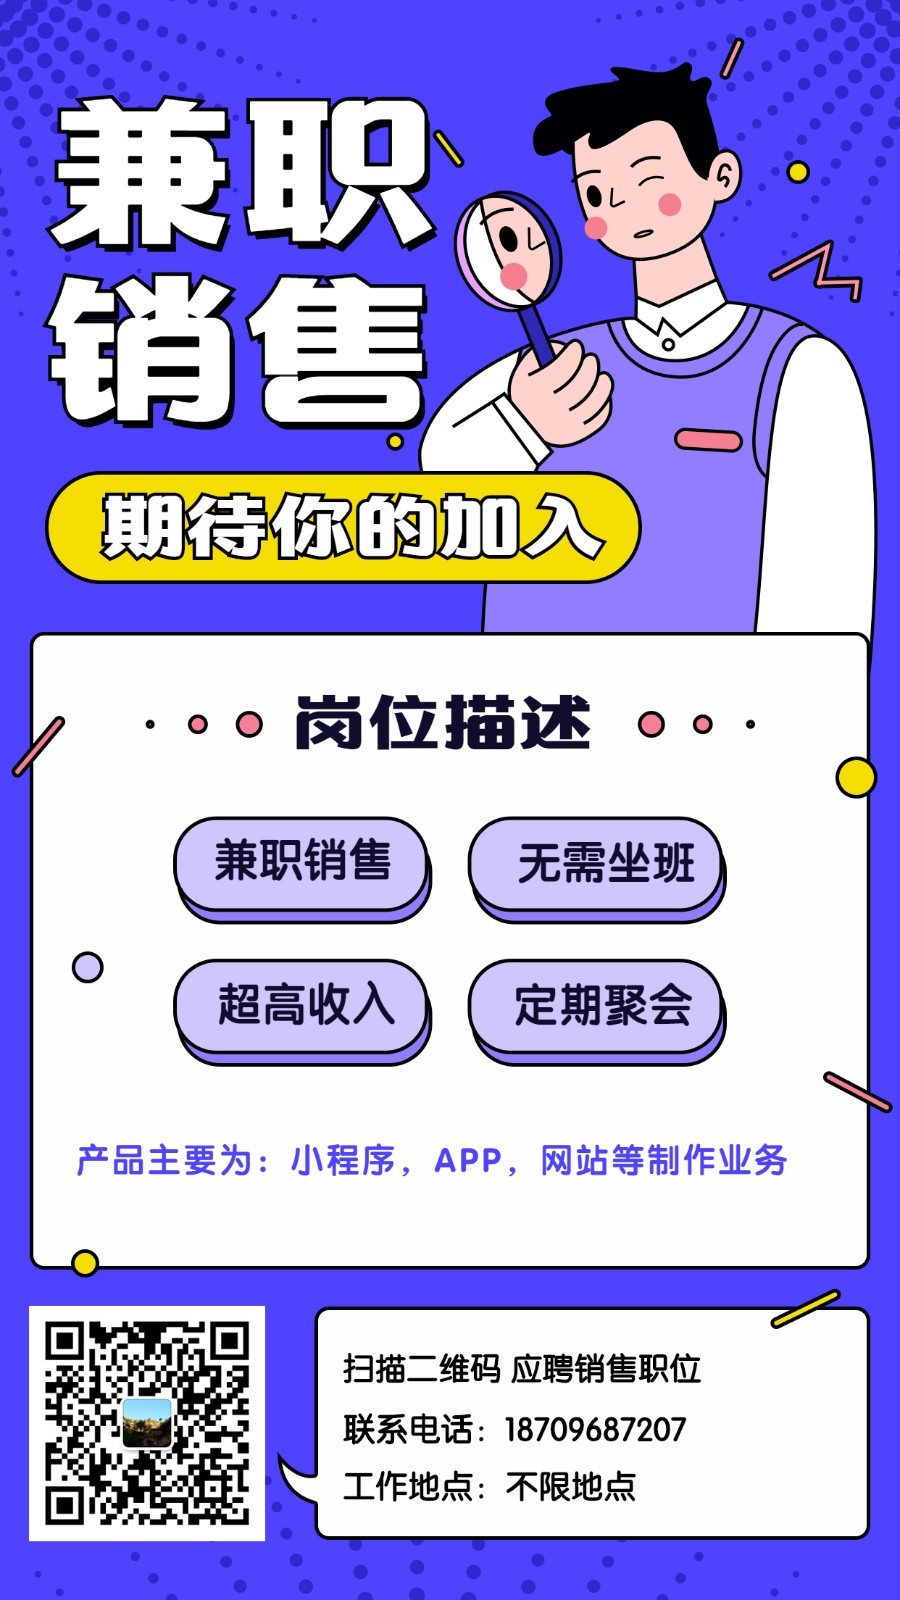 兼职
销售
期待你的加入
岗位描述
兼职销售
无需坐班
超高收入
定期聚会
产品主要为：小程序，APP，网站等制作业务
扫描二维码 应聘销售职位
联系电话：18709687207
工作地点：不限地点